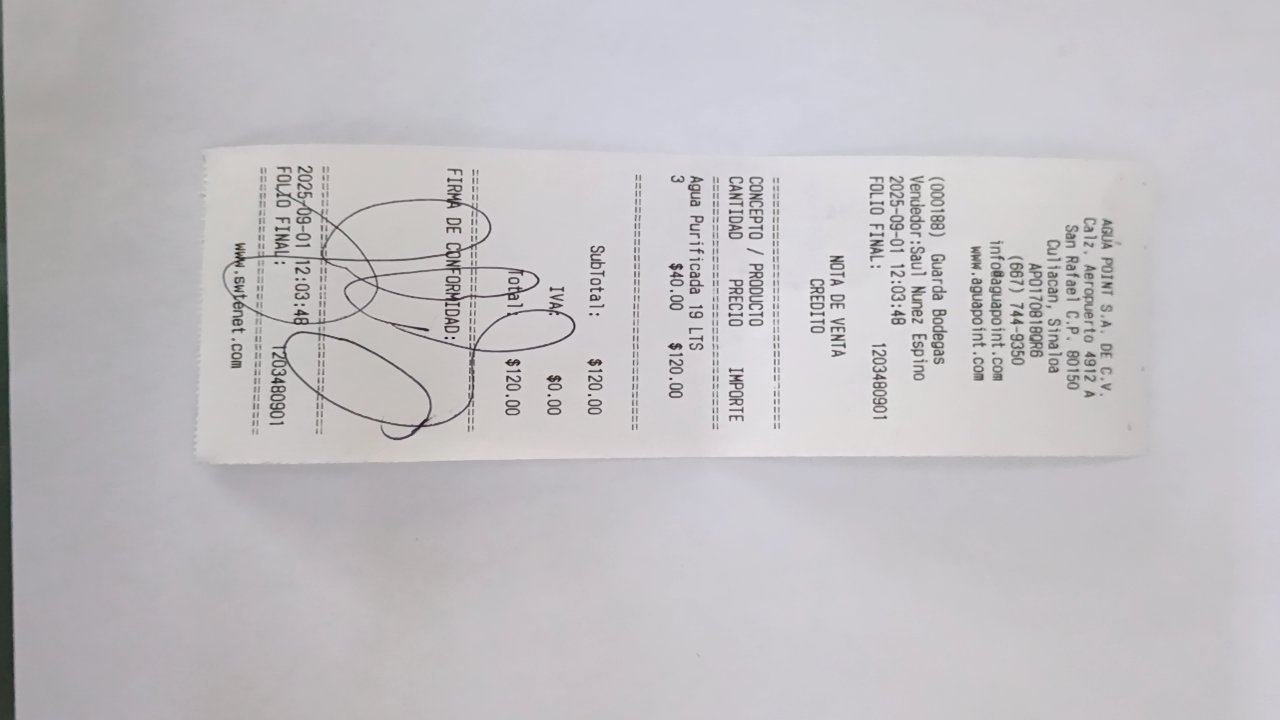 AGUA POINT S.A. DE C.V.
Calz. Aeropuerto 4912 A
San Rafael C.P. 80150
Culiacan, Sinaloa
APO170818QR6
(667) 744-9350
info@aguapoint.com
www.aguapoint.com
(000188) Guarda Bodegas
Vendedor:Saul Nunez Espino
2025-09-01 12:03:48
FOLIO FINAL: 1203480901
NOTA DE VENTA
CREDITO
==============================
CONCEPTO / PRODUCTO
CANTIDAD PRECIO IMPORTE
==============================
Agua Purificada 19 LTS
3 $40.00 $120.00
==============================
SubTotal: $120.00
IVA: $0.00
Total: $120.00
==============================
FIRMA DE CONFORMIDAD:
==============================
2025-09-01 12:03:48
FOLIO FINAL: 1203480901
==============================
www.swtenet.com